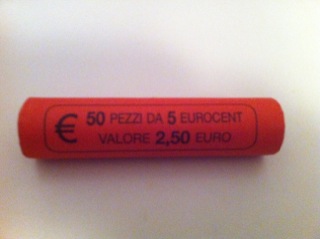 € 50 PEZZI DA 5 EUROCENT
VALORE 2,50 EURO